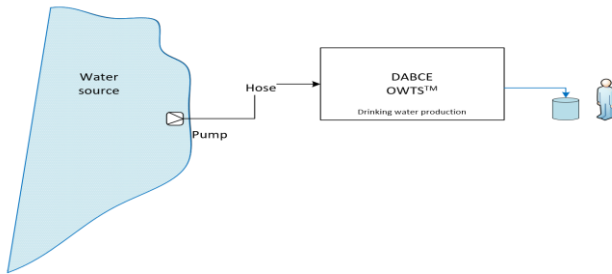 Water
source
Pump
Hose
DABCE
OWTS™
Drinking water production